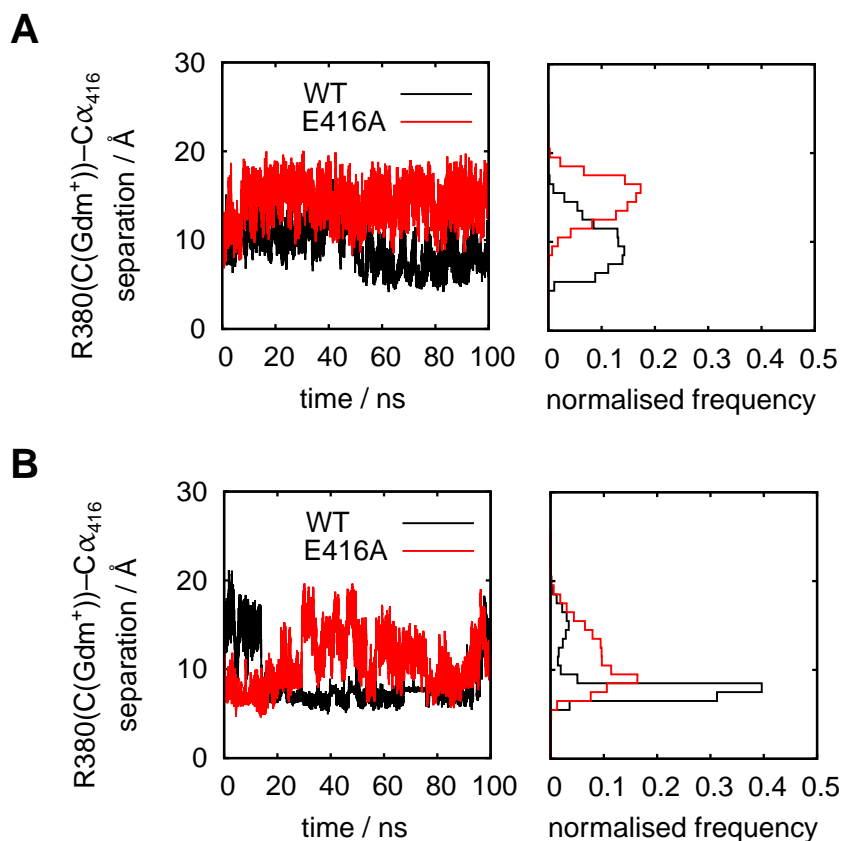 A
R380(C(Gdm⁺))–Cα₄₁₆
separation / Å
30
20
10
0
WT
E416A
0 20 40 60 80 100
time / ns
0 0.1 0.2 0.3 0.4 0.5
normalised frequency
B
R380(C(Gdm⁺))–Cα₄₁₆
separation / Å
30
20
10
0
WT
E416A
0 20 40 60 80 100
time / ns
0 0.1 0.2 0.3 0.4 0.5
normalised frequency